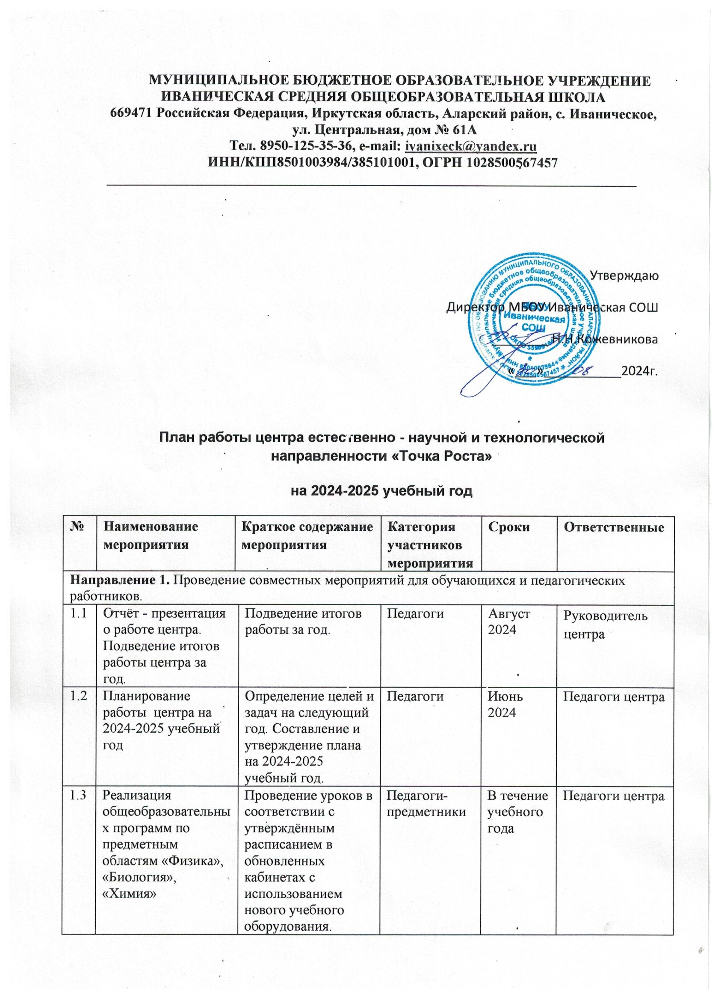 МУНИЦИПАЛЬНОЕ БЮДЖЕТНОЕ ОБРАЗОВАТЕЛЬНОЕ УЧРЕЖДЕНИЕ
ИВАНИЧЕСКАЯ СРЕДНЯЯ ОБЩЕОБРАЗОВАТЕЛЬНАЯ ШКОЛА
669471 Российская Федерация, Иркутская область, Аларский район, с. Иваническое,
ул. Центральная, дом № 61А
Тел. 8950-125-35-36, e-mail: ivanixeck@yandex.ru
ИНН/КПП8501003984/385101001, ОГРН 1028500567457
Утверждаю
Директор МБОУ Иваническая СОШ
Н.Н.Кожевникова
« » 08 2024г.
МБОУ
Иваническая
СОШ
План работы центра естественно - научной и технологической
направленности «Точка Роста»
на 2024-2025 учебный год
№ Наименование мероприятия Краткое содержание мероприятия Категория участников мероприятия Сроки Ответственные
Направление 1. Проведение совместных мероприятий для обучающихся и педагогических
работников.
1.1 Отчёт - презентация Подведение итогов Педагоги Август Руководитель
о работе центра. работы за год. 2024 центра
Подведение итогов
работы центра за
год.
1.2 Планирование Определение целей и Педагоги Июнь Педагоги центра
работы центра на задач на следующий 2024
2024-2025 учебный год. Составление и
год утверждение плана
на 2024-2025
учебный год.
1.3 Реализация Проведение уроков в Педагоги- В течение Педагоги центра
общеобразовательны соответствии с предметники учебного
х программ по утверждённым года
предметным расписанием в
областям «Физика», обновленных
«Биология», кабинетах с
«Химия» использованием
нового учебного
оборудования.